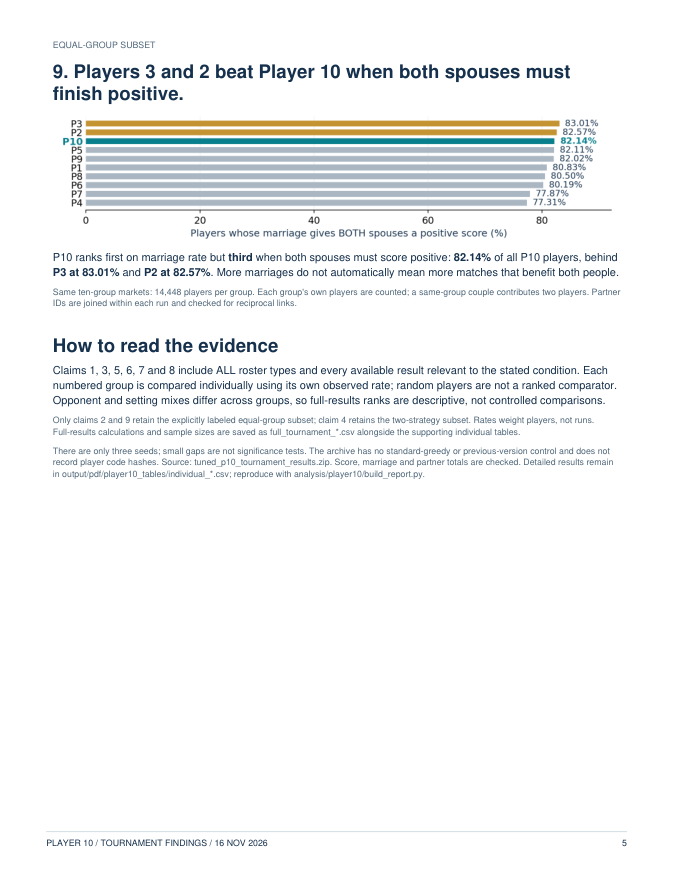 EQUAL-GROUP SUBSET
9. Players 3 and 2 beat Player 10 when both spouses must
finish positive.
P3 83.01%
P2 82.57%
P10 82.14%
P5 82.11%
P9 82.02%
P1 80.83%
P8 80.50%
P6 80.19%
P7 77.87%
P4 77.31%
0 20 40 60 80
Players whose marriage gives BOTH spouses a positive score (%)
P10 ranks first on marriage rate but third when both spouses must score positive: 82.14% of all P10 players, behind
P3 at 83.01% and P2 at 82.57%. More marriages do not automatically mean more matches that benefit both people.
Same ten-group markets: 14,448 players per group. Each group's own players are counted; a same-group couple contributes two players. Partner
IDs are joined within each run and checked for reciprocal links.
How to read the evidence
Claims 1, 3, 5, 6, 7 and 8 include ALL roster types and every available result relevant to the stated condition. Each
numbered group is compared individually using its own observed rate; random players are not a ranked comparator.
Opponent and setting mixes differ across groups, so full-results ranks are descriptive, not controlled comparisons.
Only claims 2 and 9 retain the explicitly labeled equal-group subset; claim 4 retains the two-strategy subset. Rates weight players, not runs.
Full-results calculations and sample sizes are saved as full_tournament_*.csv alongside the supporting individual tables.
There are only three seeds; small gaps are not significance tests. The archive has no standard-greedy or previous-version control and does not
record player code hashes. Source: tuned_p10_tournament_results.zip. Score, marriage and partner totals are checked. Detailed results remain
in output/pdf/player10_tables/individual_*.csv; reproduce with analysis/player10/build_report.py.
PLAYER 10 / TOURNAMENT FINDINGS / 16 NOV 2026 5